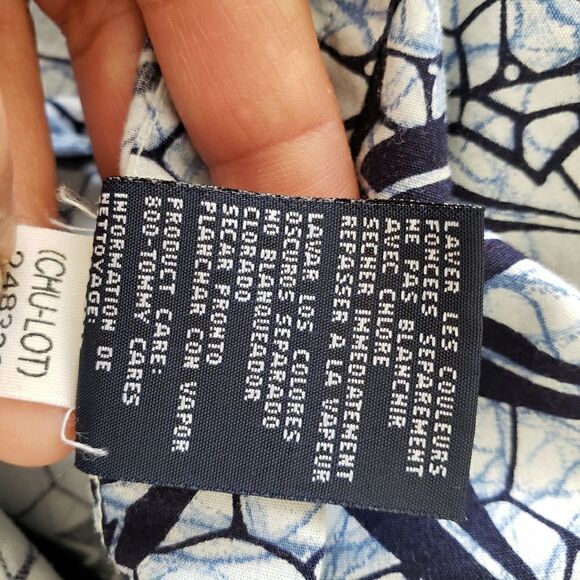 LAVER LES COULEURS
FONCEES SEPAREMENT
NE PAS BLANCHIR
AVEC CHLORE
SECHER IMMEDIATEMENT
REPASER A LA VAPEUR
LAVAR LOS COLORES
OSCUROS SEPARADO
NO BLANQUEADOR
CLORADO
SECAR PRONTO
PLANCHAR CON VAPOR
PRODUCT CARE:
800-TOMMY CARES
INFORMATION DE
NETTOYAGE:
(CHU-LOT)